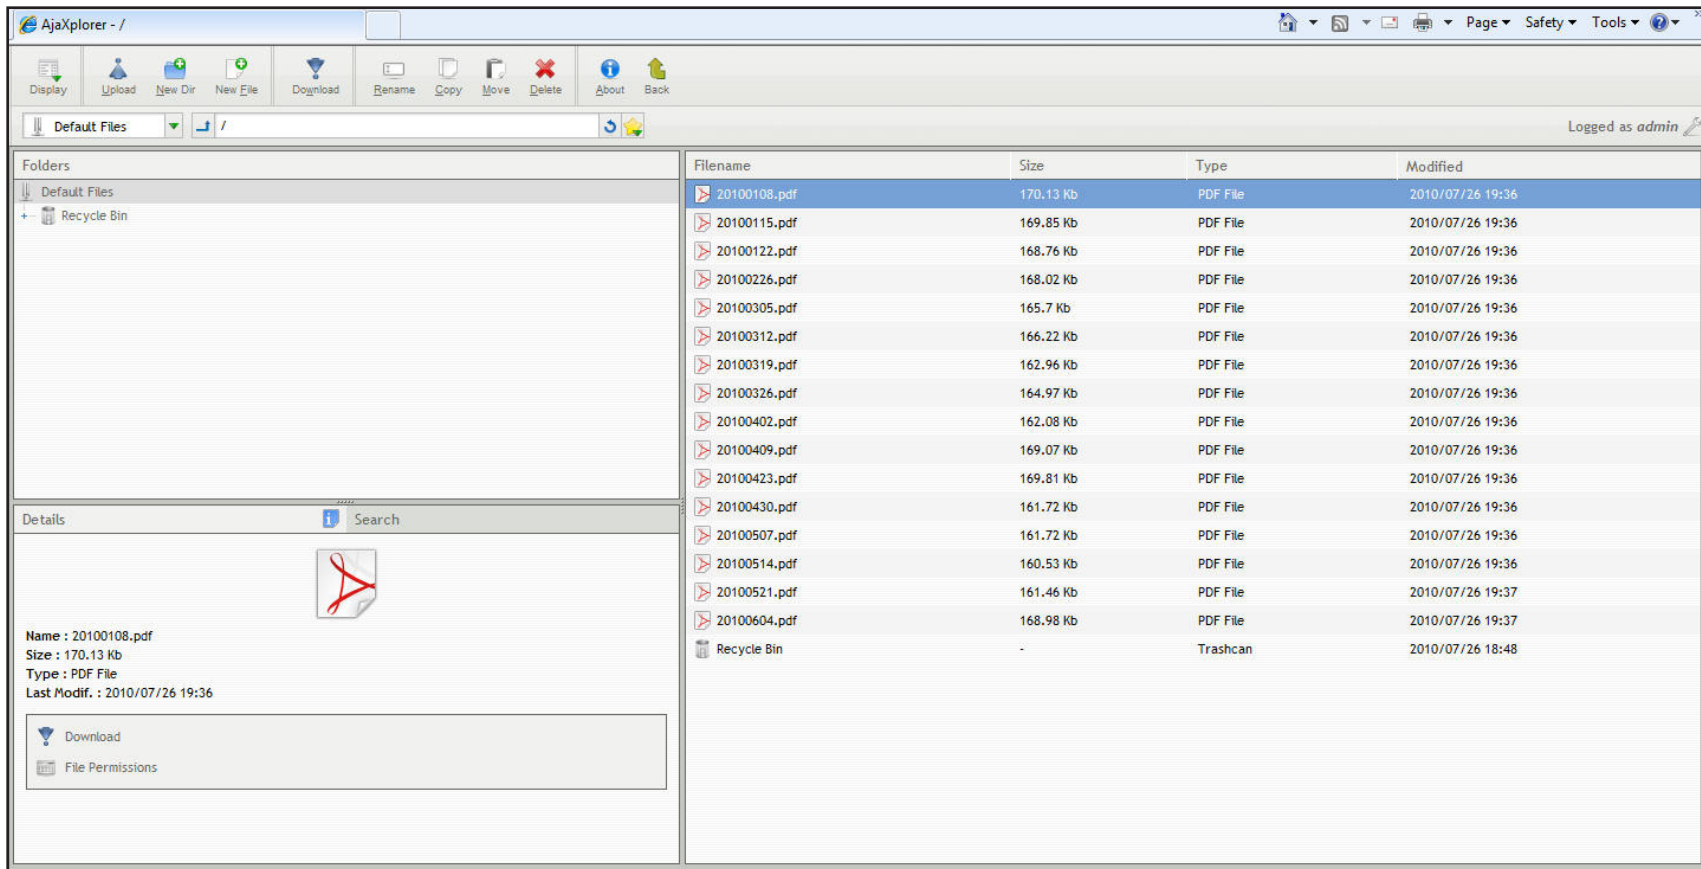 AjaXplorer - /
Page Safety Tools
Display Upload New Dir New File Download Rename Copy Move Delete About Back
Default Files /
Logged as admin
Folders
Default Files
Recycle Bin
Details Search
Name : 20100108.pdf
Size : 170.13 Kb
Type : PDF File
Last Modif. : 2010/07/26 19:36
Download
File Permissions
Filename Size Type Modified
20100108.pdf 170.13 Kb PDF File 2010/07/26 19:36
20100115.pdf 169.85 Kb PDF File 2010/07/26 19:36
20100122.pdf 168.76 Kb PDF File 2010/07/26 19:36
20100226.pdf 168.02 Kb PDF File 2010/07/26 19:36
20100305.pdf 165.7 Kb PDF File 2010/07/26 19:36
20100312.pdf 166.22 Kb PDF File 2010/07/26 19:36
20100319.pdf 162.96 Kb PDF File 2010/07/26 19:36
20100326.pdf 164.97 Kb PDF File 2010/07/26 19:36
20100402.pdf 162.08 Kb PDF File 2010/07/26 19:36
20100409.pdf 169.07 Kb PDF File 2010/07/26 19:36
20100423.pdf 169.81 Kb PDF File 2010/07/26 19:36
20100430.pdf 161.72 Kb PDF File 2010/07/26 19:36
20100507.pdf 161.72 Kb PDF File 2010/07/26 19:36
20100514.pdf 160.53 Kb PDF File 2010/07/26 19:36
20100521.pdf 161.46 Kb PDF File 2010/07/26 19:37
20100604.pdf 168.98 Kb PDF File 2010/07/26 19:37
Recycle Bin - Trashcan 2010/07/26 18:48